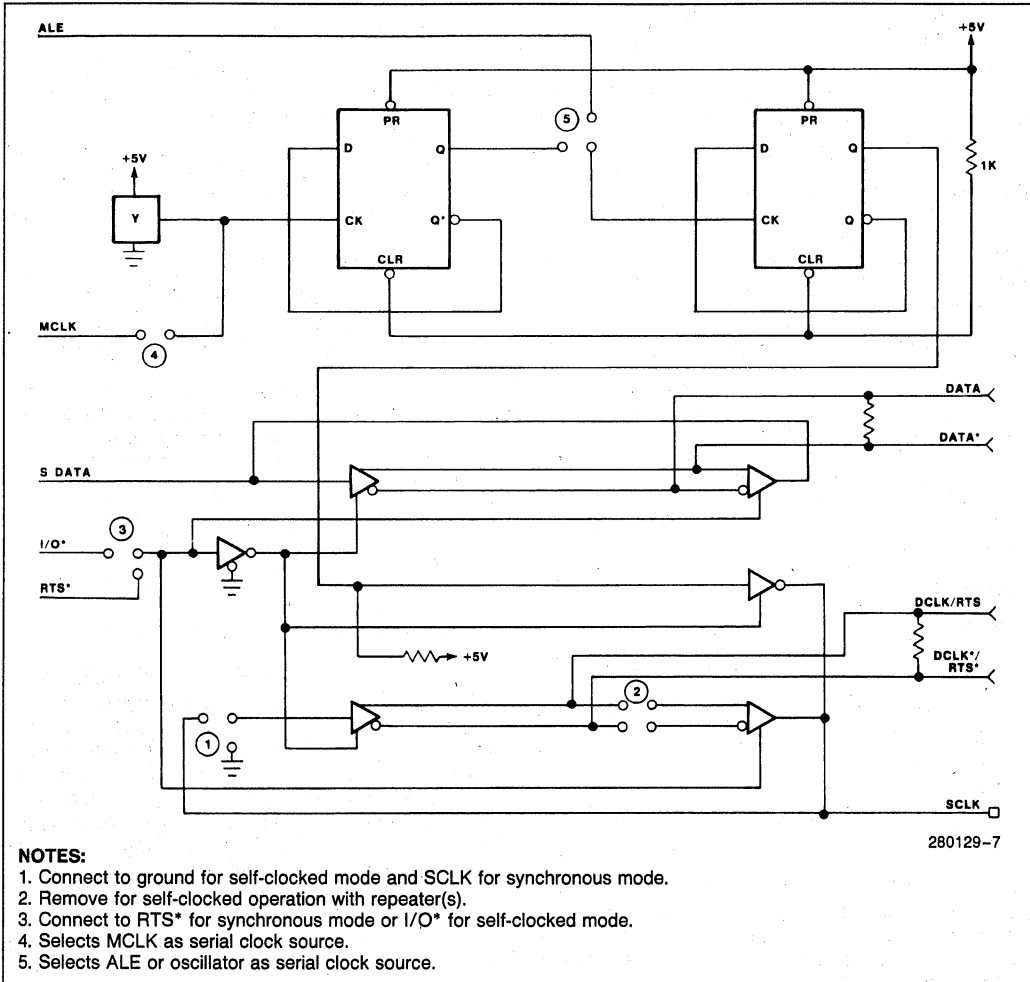 ALE
+5V
PR
5
PR
D
Q
D
Q
1K
+5V
Y
CK
Q*
CK
Q
CLR
CLR
MCLK
4
DATA
DATA*
S DATA
3
I/O*
RTS*
DCLK/RTS
+5V
DCLK*/
RTS*
2
1
SCLK
280129–7
NOTES:
1. Connect to ground for self-clocked mode and SCLK for synchronous mode.
2. Remove for self-clocked operation with repeater(s).
3. Connect to RTS* for synchronous mode or I/O* for self-clocked mode.
4. Selects MCLK as serial clock source.
5. Selects ALE or oscillator as serial clock source.